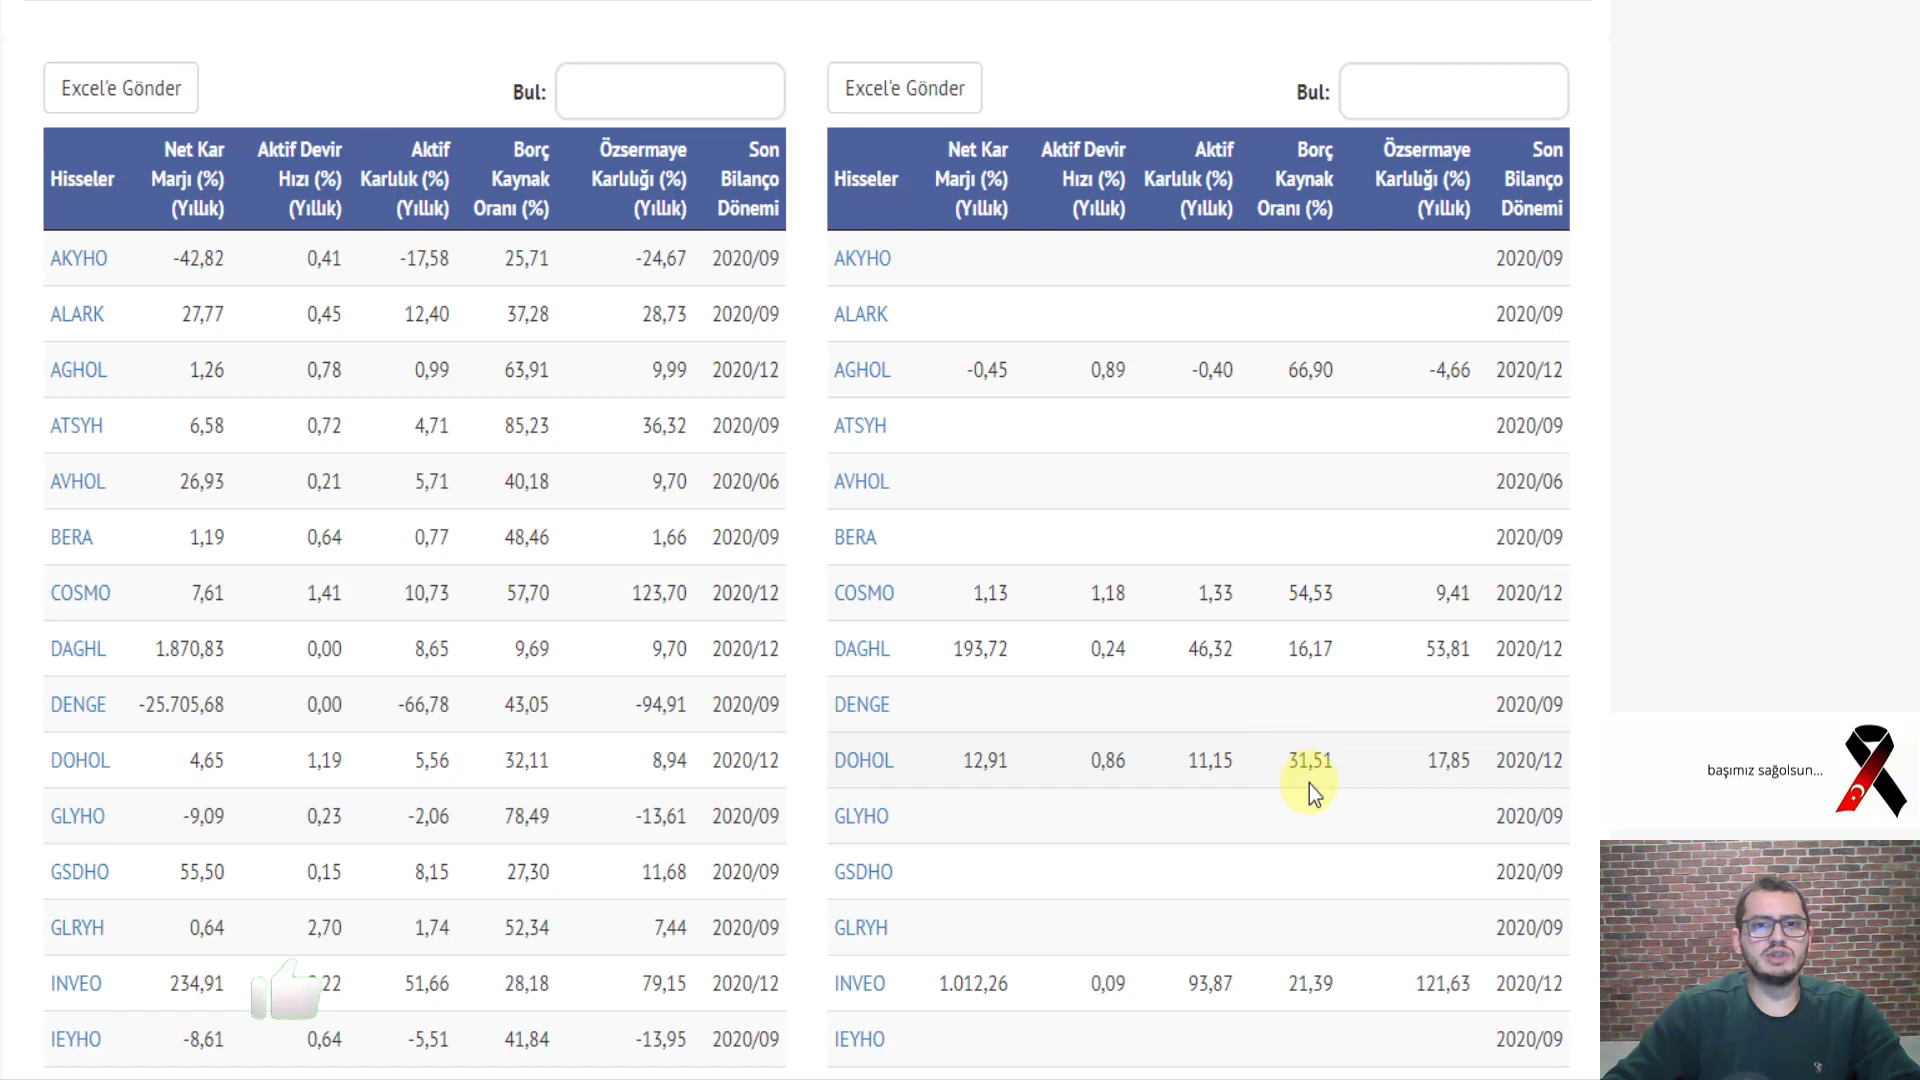 Excel'e Gönder Bul:
Hisseler Net Kar Marjı (%) (Yıllık) Aktif Devir Hızı (%) (Yıllık) Aktif Karlılık (%) (Yıllık) Borç Kaynak Oranı (%) Özsermaye Karlılığı (%) (Yıllık) Son Bilanço Dönemi
AKYHO -42,82 0,41 -17,58 25,71 -24,67 2020/09
ALARK 27,77 0,45 12,40 37,28 28,73 2020/09
AGHOL 1,26 0,78 0,99 63,91 9,99 2020/12
ATSYH 6,58 0,72 4,71 85,23 36,32 2020/09
AVHOL 26,93 0,21 5,71 40,18 9,70 2020/06
BERA 1,19 0,64 0,77 48,46 1,66 2020/09
COSMO 7,61 1,41 10,73 57,70 123,70 2020/12
DAGHL 1.870,83 0,00 8,65 9,69 9,70 2020/12
DENGE -25.705,68 0,00 -66,78 43,05 -94,91 2020/09
DOHOL 4,65 1,19 5,56 32,11 8,94 2020/12
GLYHO -9,09 0,23 -2,06 78,49 -13,61 2020/09
GSDHO 55,50 0,15 8,15 27,30 11,68 2020/09
GLRYH 0,64 2,70 1,74 52,34 7,44 2020/09
INVEO 234,91 51,66 28,18 79,15 2020/12
IEYHO -8,61 0,64 -5,51 41,84 -13,95 2020/09
Excel'e Gönder Bul:
Hisseler Net Kar Marjı (%) (Yıllık) Aktif Devir Hızı (%) (Yıllık) Aktif Karlılık (%) (Yıllık) Borç Kaynak Oranı (%) Özsermaye Karlılığı (%) (Yıllık) Son Bilanço Dönemi
AKYHO 2020/09
ALARK 2020/09
AGHOL -0,45 0,89 -0,40 66,90 -4,66 2020/12
ATSYH 2020/09
AVHOL 2020/06
BERA 2020/09
COSMO 1,13 1,18 1,33 54,53 9,41 2020/12
DAGHL 193,72 0,24 46,32 16,17 53,81 2020/12
DENGE 2020/09
DOHOL 12,91 0,86 11,15 31,51 17,85 2020/12
GLYHO 2020/09
GSDHO 2020/09
GLRYH 2020/09
INVEO 1.012,26 0,09 93,87 21,39 121,63 2020/12
IEYHO 2020/09
başımız sağolsun...